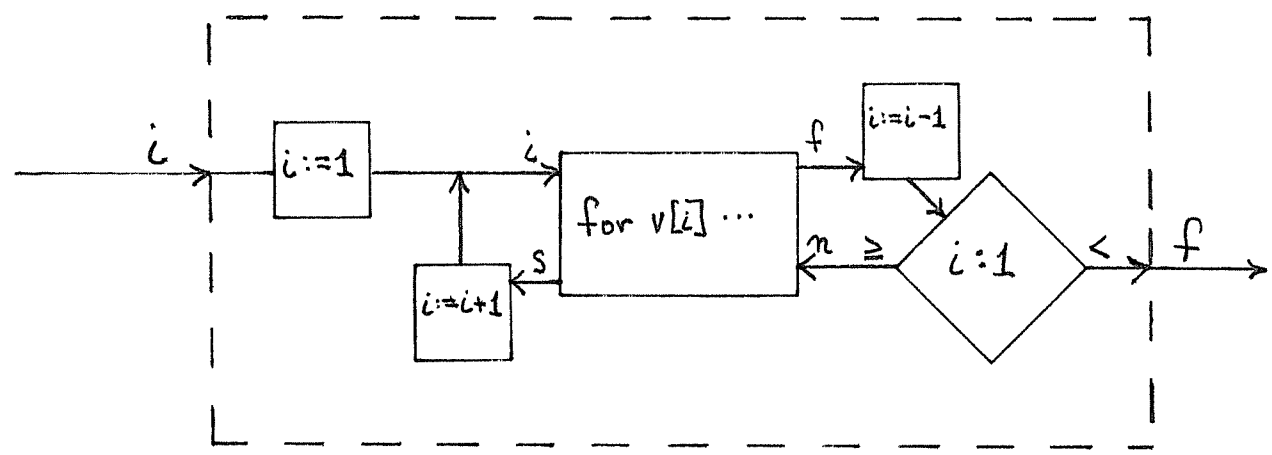 i
i:=1
i
for v[i] ...
f
i:=i-1
s
i:=i+1
n
≥
i:1
<
f